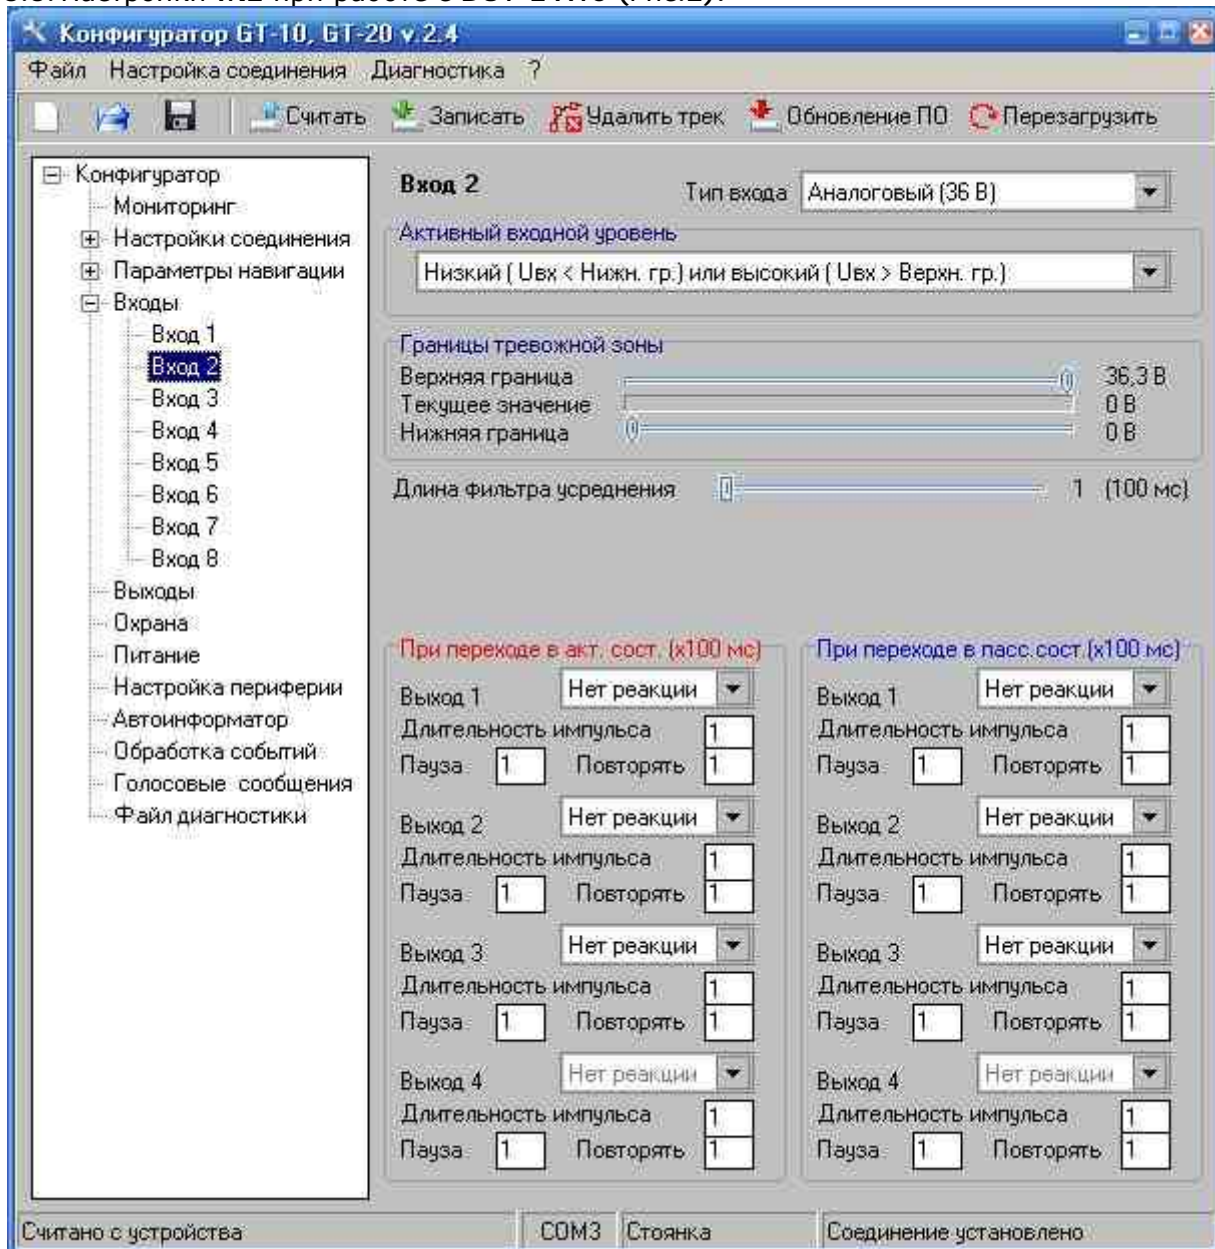 при работе с
(Рис.2).
Конфигуратор GT-10, GT-20 v.2.4
Файл Настройка соединения Диагностика ?
Считать Записать Удалить трек Обновление ПО Перезагрузить
Конфигуратор
Мониторинг
Настройки соединения
Параметры навигации
Входы
Вход 1
Вход 2
Вход 3
Вход 4
Вход 5
Вход 6
Вход 7
Вход 8
Выходы
Охрана
Питание
Настройка периферии
Автоинформатор
Обработка событий
Голосовые сообщения
Файл диагностики
Вход 2
Тип входа Аналоговый (36 В)
Активный входной уровень
Низкий ( Uвх < Нижн. гр.) или высокий ( Uвх > Верхн. гр.)
Границы тревожной зоны
Верхняя граница 36,3 В
Текущее значение 0 В
Нижняя граница 0 В
Длина фильтра усреднения 1 (100 мс)
При переходе в акт. сост. (x100 мс)
Выход 1 Нет реакции
Длительность импульса 1
Пауза 1 Повторять 1
Выход 2 Нет реакции
Длительность импульса 1
Пауза 1 Повторять 1
Выход 3 Нет реакции
Длительность импульса 1
Пауза 1 Повторять 1
Выход 4 Нет реакции
Длительность импульса 1
Пауза 1 Повторять 1
При переходе в пасс.сост.(x100 мс)
Выход 1 Нет реакции
Длительность импульса 1
Пауза 1 Повторять 1
Выход 2 Нет реакции
Длительность импульса 1
Пауза 1 Повторять 1
Выход 3 Нет реакции
Длительность импульса 1
Пауза 1 Повторять 1
Выход 4 Нет реакции
Длительность импульса 1
Пауза 1 Повторять 1
Считано с устройства COM3 Стоянка Соединение установлено